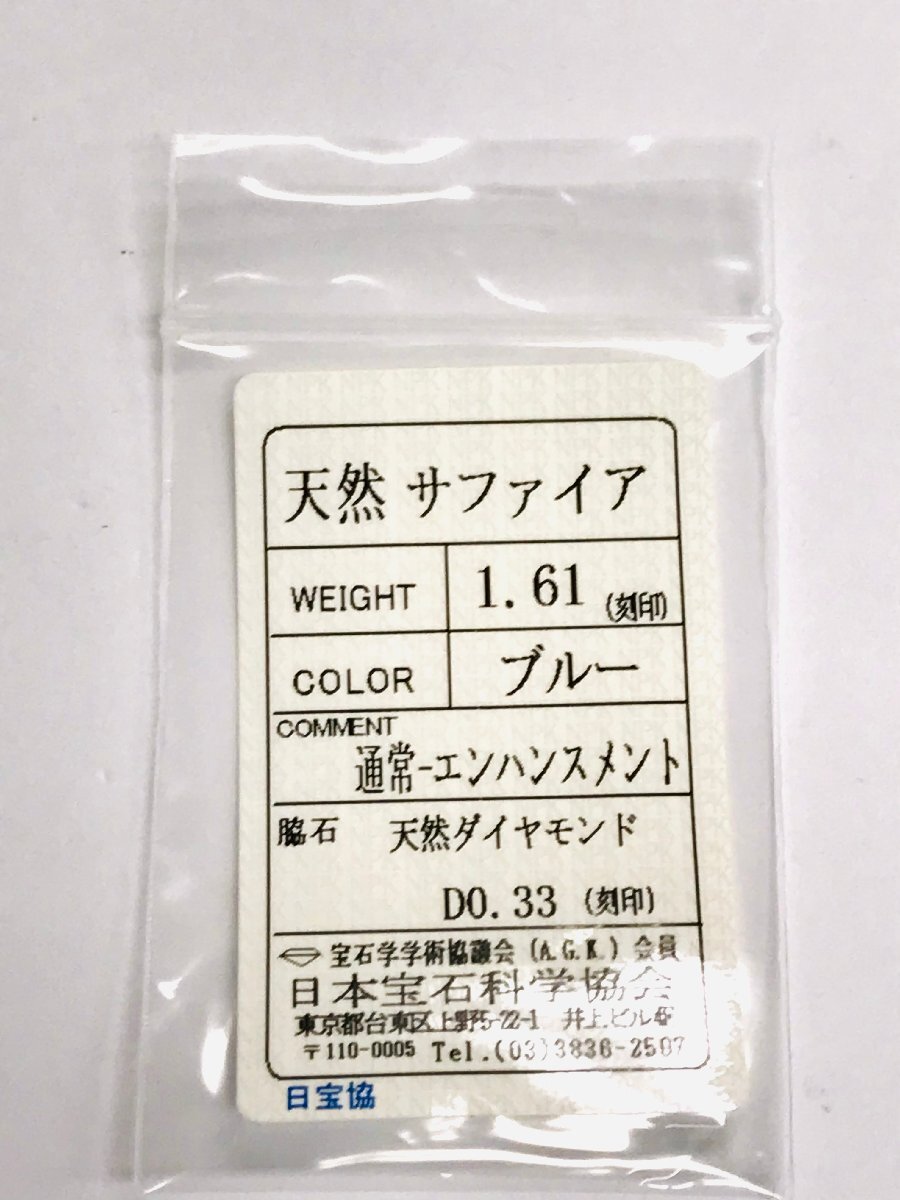 天然 サファイア
WEIGHT 1.61 (刻印)
COLOR ブルー
COMMENT
通常-エンハンスメント
脇石 天然ダイヤモンド
D0.33 (刻印)
宝石学学術協議会 (A.G.K.) 会員
日本宝石科学協会
東京都台東区上野5-22-1 井上ビル
〒110-0005 Tel.(03)3836-2507
日宝協